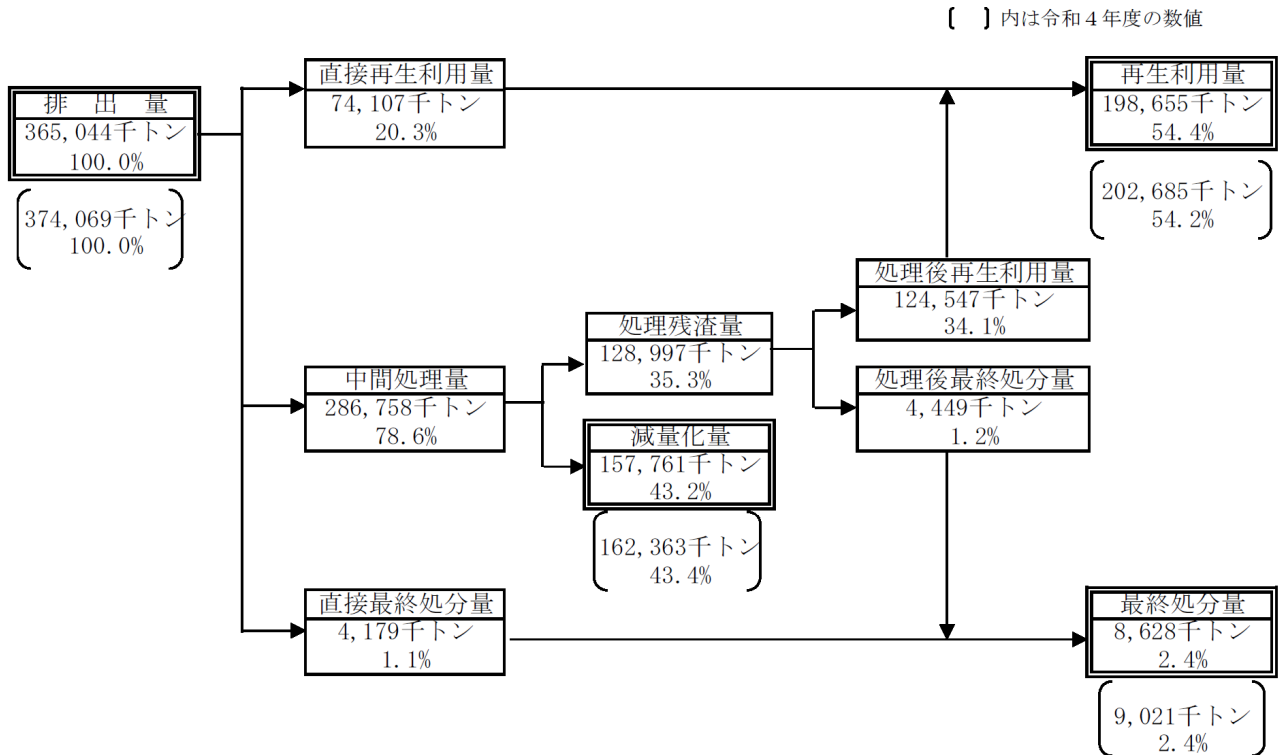 〔 〕内は令和4年度の数値
排 出 量
365,044千トン
100.0%
374,069千トン
100.0%
直接再生利用量
74,107千トン
20.3%
再生利用量
198,655千トン
54.4%
202,685千トン
54.2%
中間処理量
286,758千トン
78.6%
処理残渣量
128,997千トン
35.3%
減量化量
157,761千トン
43.2%
162,363千トン
43.4%
処理後再生利用量
124,547千トン
34.1%
処理後最終処分量
4,449千トン
1.2%
直接最終処分量
4,179千トン
1.1%
最終処分量
8,628千トン
2.4%
9,021千トン
2.4%